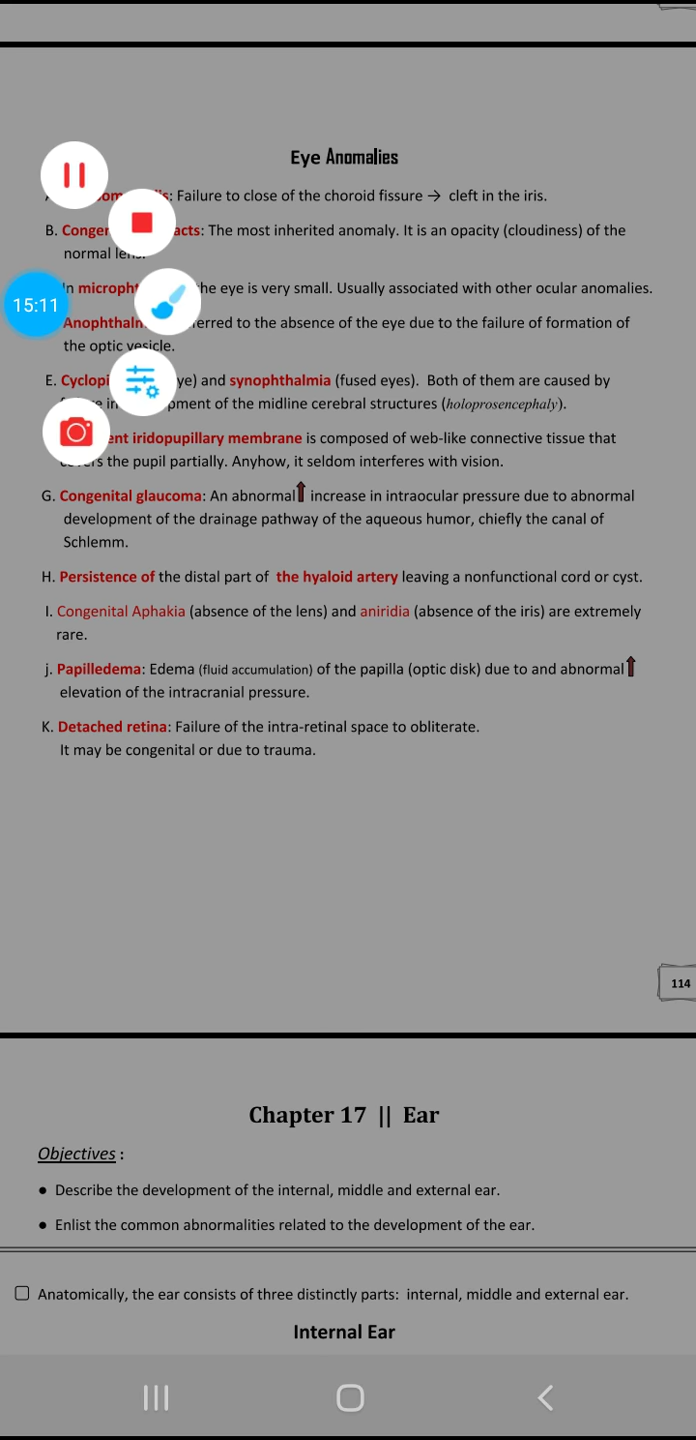 Eye Anomalies
: Failure to close of the choroid fissure → cleft in the iris.
B. acts: The most inherited anomaly. It is an opacity (cloudiness) of the
normal lens.
In the eye is very small. Usually associated with other ocular anomalies.
15:11
to the absence of the eye due to the failure of formation of
the optic vesicle.
E. and synophthalmia (fused eyes). Both of them are caused by
of the midline cerebral structures (holoprosencephaly).
iridopupillary membrane is composed of web-like connective tissue that
the pupil partially. Anyhow, it seldom interferes with vision.
G. Congenital glaucoma: An abnormal increase in intraocular pressure due to abnormal
development of the drainage pathway of the aqueous humor, chiefly the canal of
Schlemm.
H. Persistence of the distal part of the hyaloid artery leaving a nonfunctional cord or cyst.
I. Congenital Aphakia (absence of the lens) and aniridia (absence of the iris) are extremely
rare.
j. Papilledema: Edema (fluid accumulation) of the papilla (optic disk) due to and abnormal
elevation of the intracranial pressure.
K. Detached retina: Failure of the intra-retinal space to obliterate.
It may be congenital or due to trauma.
114
Chapter 17 || Ear
Objectives :
● Describe the development of the internal, middle and external ear.
● Enlist the common abnormalities related to the development of the ear.
Anatomically, the ear consists of three distinctly parts: internal, middle and external ear.
Internal Ear